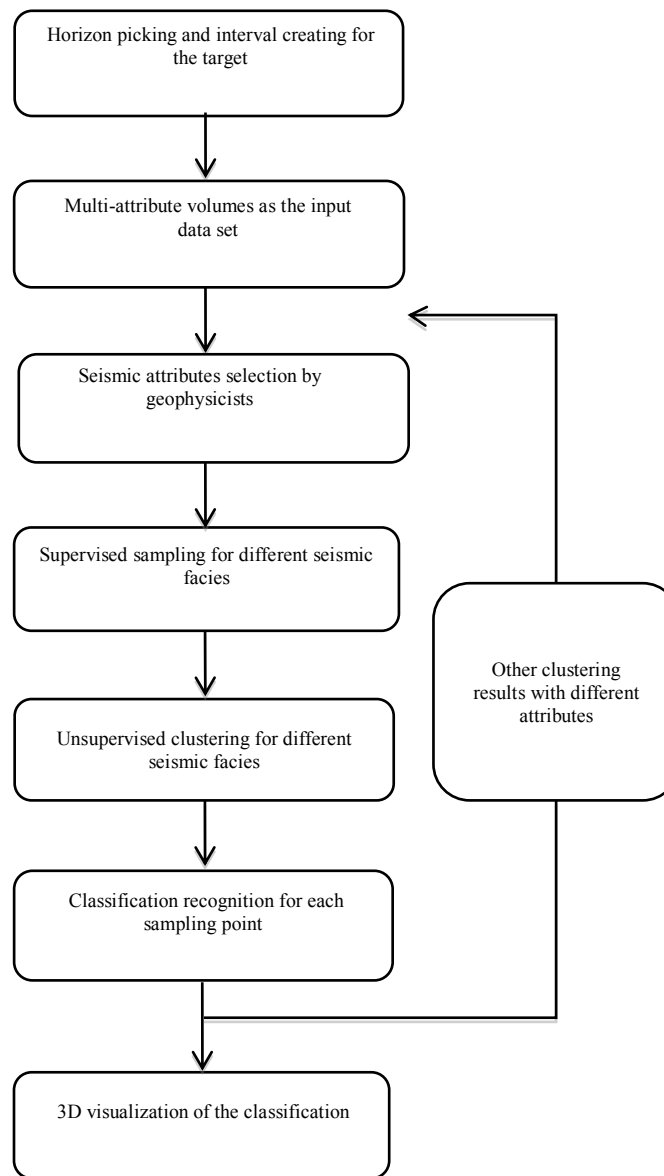 Horizon picking and interval creating for
the target
Multi-attribute volumes as the input
data set
Seismic attributes selection by
geophysicists
Supervised sampling for different seismic
facies
Unsupervised clustering for different
seismic facies
Classification recognition for each
sampling point
3D visualization of the classification
Other clustering
results with different
attributes